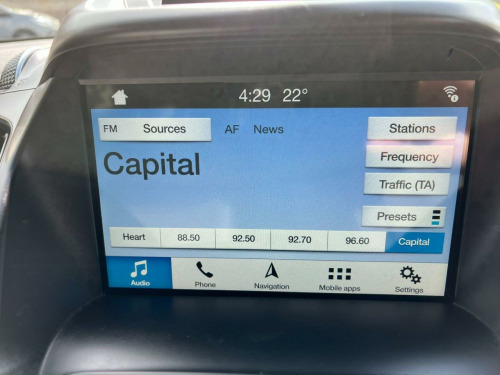 4:29 22°
FM Sources AF News Stations
Capital
Frequency
Traffic (TA)
Presets
Heart 88.50 92.50 92.70 96.60 Capital
Audio Phone Navigation Mobile apps Settings